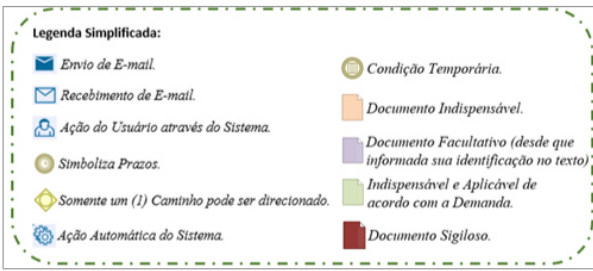 Legenda Simplificada:
Envio de E-mail.
Recebimento de E-mail.
Ação do Usuário através do Sistema.
Simboliza Prazos.
Somente um (1) Caminho pode ser direcionado.
Ação Automática do Sistema.
Condição Temporária.
Documento Indispensável.
Documento Facultativo (desde que
informada sua identificação no texto)
Indispensável e Aplicável de
acordo com a Demanda.
Documento Sigiloso.